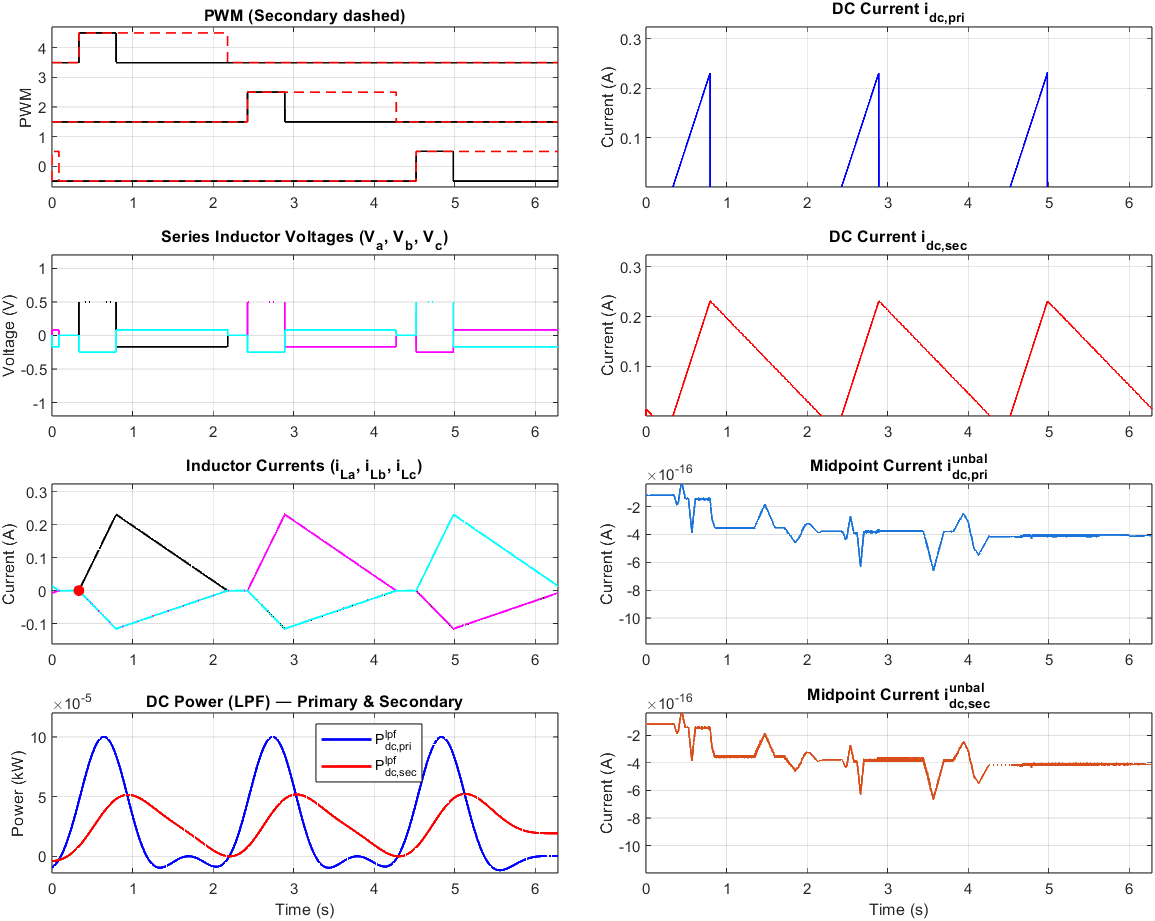 PWM (Secondary dashed)
4
3
2
1
0
PWM
0 1 2 3 4 5 6
DC Current i_dc,pri
0.3
0.2
0.1
Current (A)
0 1 2 3 4 5 6
Series Inductor Voltages (V_a, V_b, V_c)
1
0.5
0
-0.5
-1
Voltage (V)
0 1 2 3 4 5 6
DC Current i_dc,sec
0.3
0.2
0.1
Current (A)
0 1 2 3 4 5 6
Inductor Currents (i_La, i_Lb, i_Lc)
0.3
0.2
0.1
0
-0.1
Current (A)
0 1 2 3 4 5 6
Midpoint Current i_dc,pri^unbal
×10^-16
-2
-4
-6
-8
-10
Current (A)
0 1 2 3 4 5 6
DC Power (LPF) — Primary & Secondary
×10^-5
10
5
0
Power (kW)
P_dc,pri^lpf
P_dc,sec^lpf
0 1 2 3 4 5 6
Time (s)
Midpoint Current i_dc,sec^unbal
×10^-16
-2
-4
-6
-8
-10
Current (A)
0 1 2 3 4 5 6
Time (s)